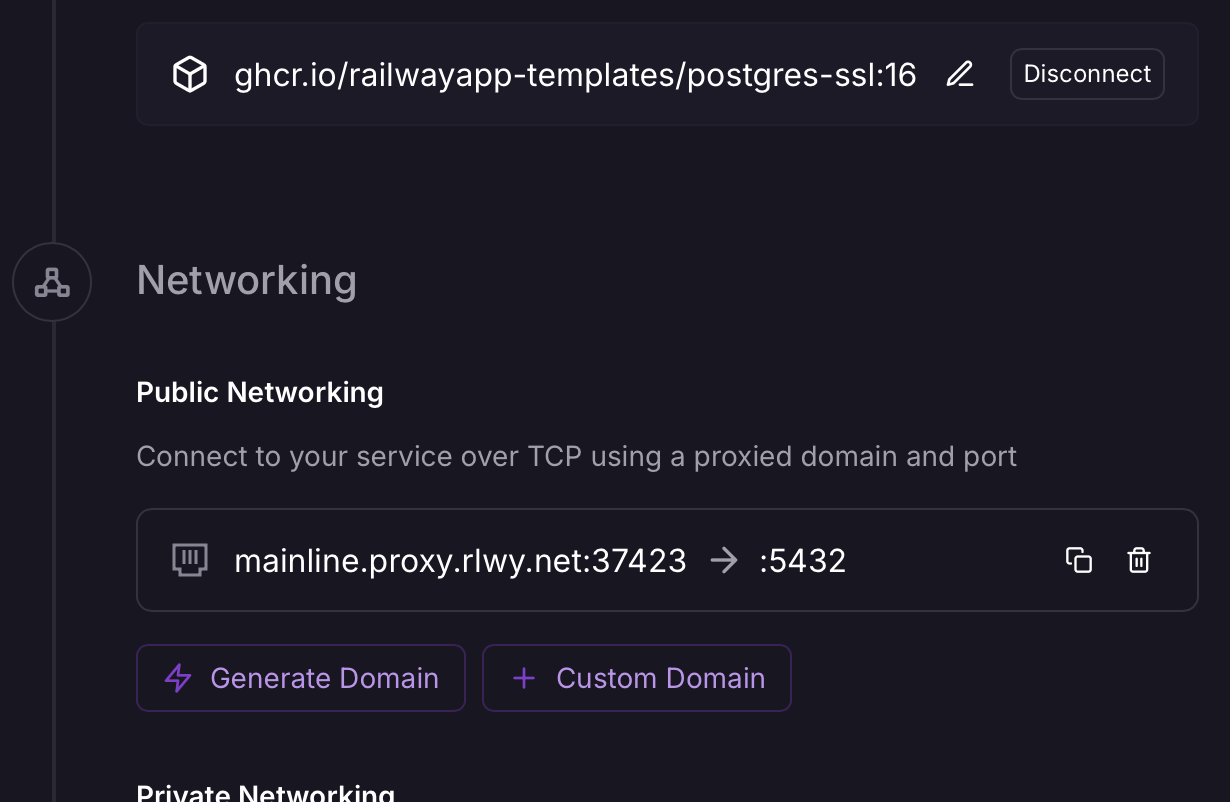 ghcr.io/railwayapp-templates/postgres-ssl:16 Disconnect
Networking
Public Networking
Connect to your service over TCP using a proxied domain and port
mainline.proxy.rlwy.net:37423 → :5432
Generate Domain + Custom Domain
Private Networking